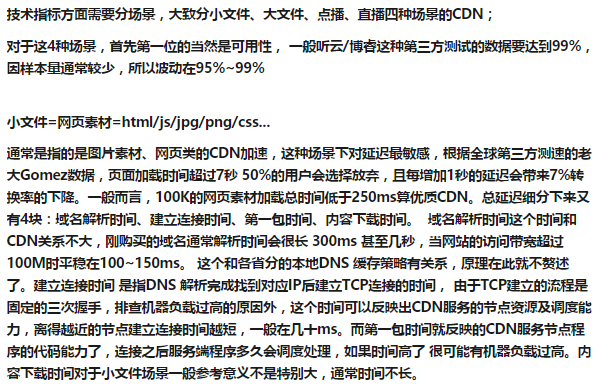 技术指标方面需要分场景，大致分小文件、大文件、点播、直播四种场景的CDN；
对于这4种场景，首先第一位的当然是可用性， 一般听云/博睿这种第三方测试的数据要达到99%，
因样本量通常较少，所以波动在95%~99%
小文件=网页素材=html/js/jpg/png/css...
通常是指的是图片素材、网页类的CDN加速，这种场景下对延迟最敏感，根据全球第三方测速的老
大Gomez数据，页面加载时间超过7秒 50%的用户会选择放弃，且每增加1秒的延迟会带来7%转
换率的下降。一般而言，100K的网页素材加载总时间低于250ms算优质CDN。总延迟细分下来又
有4块：域名解析时间、建立连接时间、第一包时间、内容下载时间。 域名解析时间这个时间和
CDN关系不大，刚购买的域名通常解析时间会很长 300ms 甚至几秒，当网站的访问带宽超过
100M时平稳在100~150ms。 这个和各省分的本地DNS 缓存策略有关系，原理在此就不赘述
了。建立连接时间 是指DNS 解析完成找到对应IP后建立TCP连接的时间， 由于TCP建立的流程是
固定的三次握手，排查机器负载过高的原因外，这个时间可以反映出CDN服务的节点资源及调度能
力，离得越近的节点建立连接时间越短，一般在几十ms。而第一包时间就反映的CDN服务节点程
序的代码能力了，连接之后服务端程序多久会调度处理，如果时间高了 很可能有机器负载过高。内
容下载时间对于小文件场景一般参考意义不是特别大，通常时间不长。